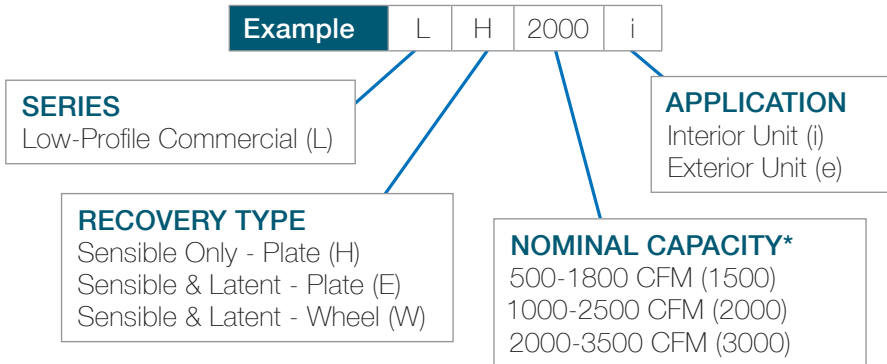 Example L H 2000 i
SERIES
Low-Profile Commercial (L)
APPLICATION
Interior Unit (i)
Exterior Unit (e)
RECOVERY TYPE
Sensible Only - Plate (H)
Sensible & Latent - Plate (E)
Sensible & Latent - Wheel (W)
NOMINAL CAPACITY*
500-1800 CFM (1500)
1000-2500 CFM (2000)
2000-3500 CFM (3000)